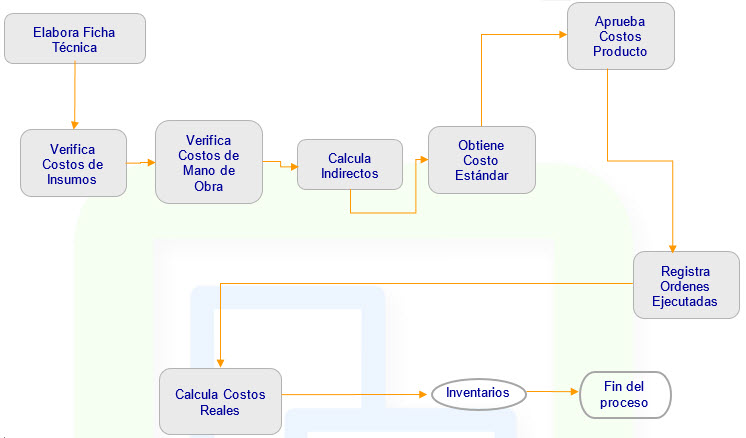 Elabora Ficha
Técnica
Aprueba
Costos
Producto
Verifica
Costos de
Insumos
Verifica
Costos de
Mano de
Obra
Calcula
Indirectos
Obtiene
Costo
Estándar
Registra
Ordenes
Ejecutadas
Calcula Costos
Reales
Inventarios
Fin del
proceso